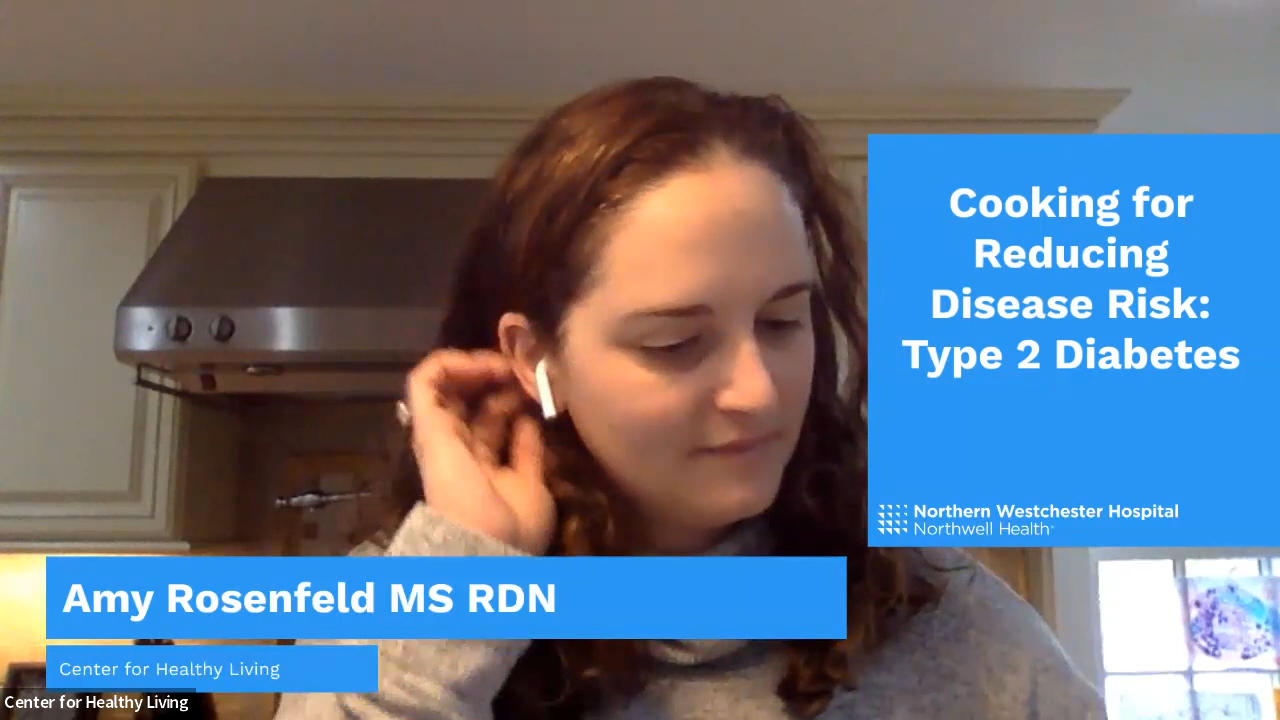 Cooking for
Reducing
Disease Risk:
Type 2 Diabetes
Northern Westchester Hospital
Northwell Health
Amy Rosenfeld MS RDN
Center for Healthy Living
Center for Healthy Living